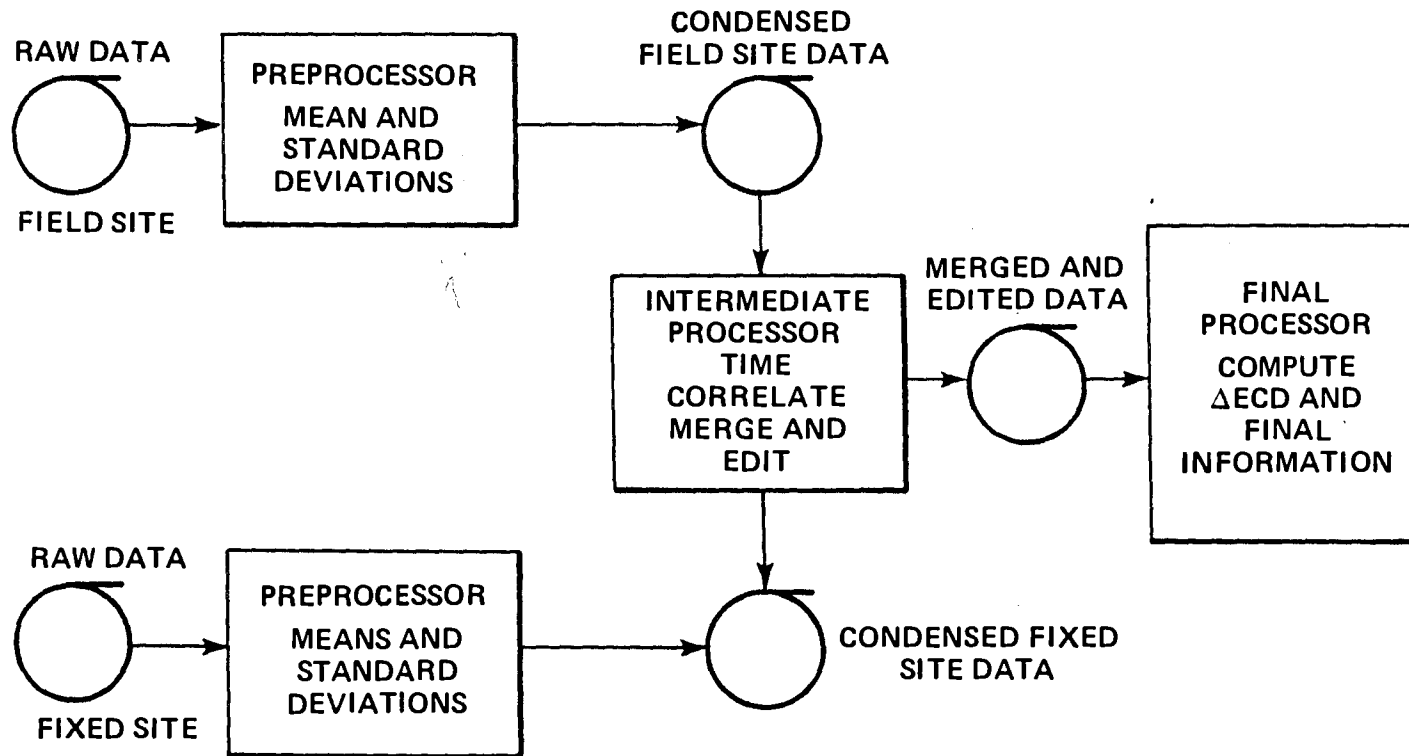 RAW DATA
FIELD SITE
PREPROCESSOR
MEAN AND
STANDARD
DEVIATIONS
CONDENSED
FIELD SITE DATA
INTERMEDIATE
PROCESSOR
TIME
CORRELATE
MERGE AND
EDIT
MERGED AND
EDITED DATA
FINAL
PROCESSOR
COMPUTE
ΔECD AND
FINAL
INFORMATION
RAW DATA
FIXED SITE
PREPROCESSOR
MEANS AND
STANDARD
DEVIATIONS
CONDENSED FIXED
SITE DATA